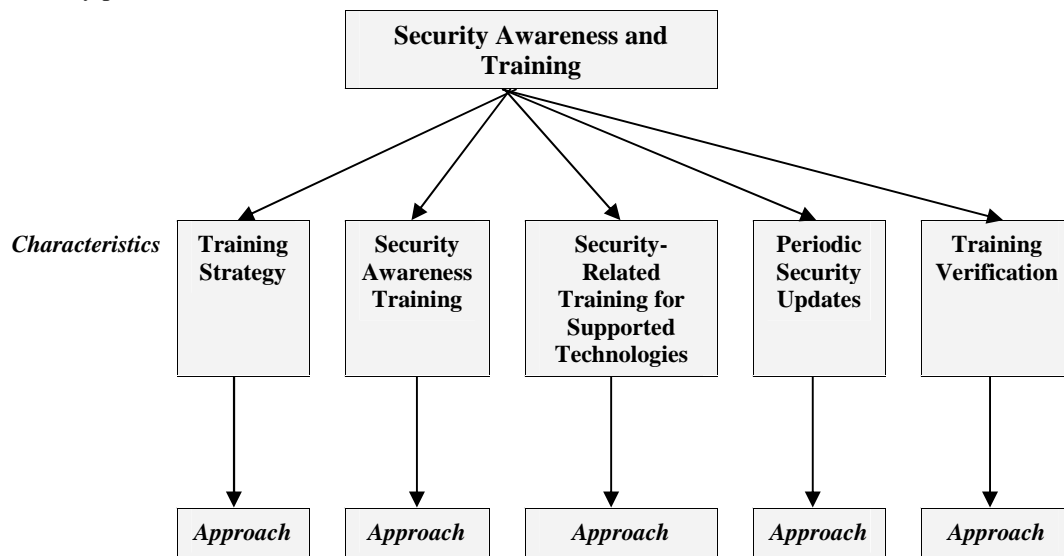 Security Awareness and
Training
Characteristics
Training
Strategy
Security
Awareness
Training
Security-
Related
Training for
Supported
Technologies
Periodic
Security
Updates
Training
Verification
Approach
Approach
Approach
Approach
Approach